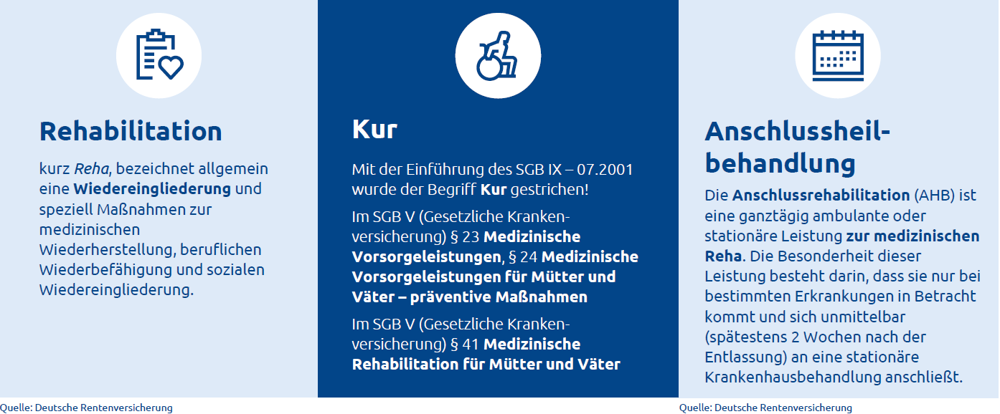 Rehabilitation
kurz Reha, bezeichnet allgemein
eine Wiedereingliederung und
speziell Maßnahmen zur
medizinischen
Wiederherstellung, beruflichen
Wiederbefähigung und sozialen
Wiedereingliederung.
Quelle: Deutsche Rentenversicherung
Kur
Mit der Einführung des SGB IX – 07.2001
wurde der Begriff Kur gestrichen!
Im SGB V (Gesetzliche Kranken-
versicherung) § 23 Medizinische
Vorsorgeleistungen, § 24 Medizinische
Vorsorgeleistungen für Mütter und
Väter – präventive Maßnahmen
Im SGB V (Gesetzliche Kranken-
versicherung) § 41 Medizinische
Rehabilitation für Mütter und Väter
Anschlussheil-
behandlung
Die Anschlussrehabilitation (AHB) ist
eine ganztägig ambulante oder
stationäre Leistung zur medizinischen
Reha. Die Besonderheit dieser
Leistung besteht darin, dass sie nur bei
bestimmten Erkrankungen in Betracht
kommt und sich unmittelbar
(spätestens 2 Wochen nach der
Entlassung) an eine stationäre
Krankenhausbehandlung anschließt.
Quelle: Deutsche Rentenversicherung